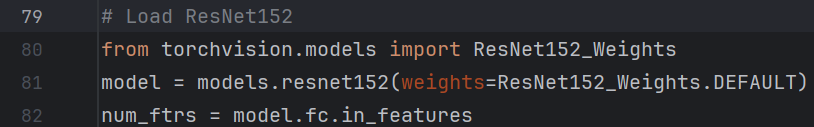 79 # Load ResNet152
80 from torchvision.models import ResNet152_Weights
81 model = models.resnet152(weights=ResNet152_Weights.DEFAULT)
82 num_ftrs = model.fc.in_features